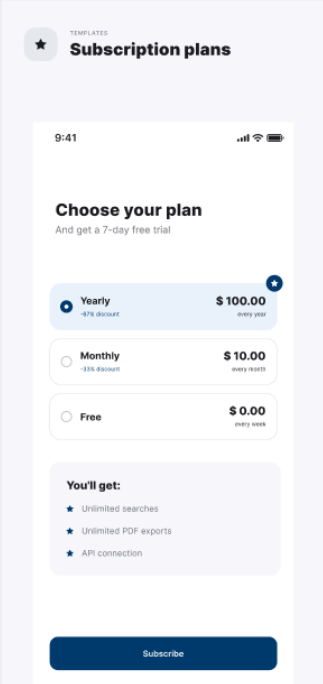 TEMPLATES
Subscription plans
9:41
Choose your plan
And get a 7-day free trial
Yearly
$ 100.00
-67% discount
every year
Monthly
$ 10.00
-33% discount
every month
Free
$ 0.00
every week
You'll get:
Unlimited searches
Unlimited PDF exports
API connection
Subscribe